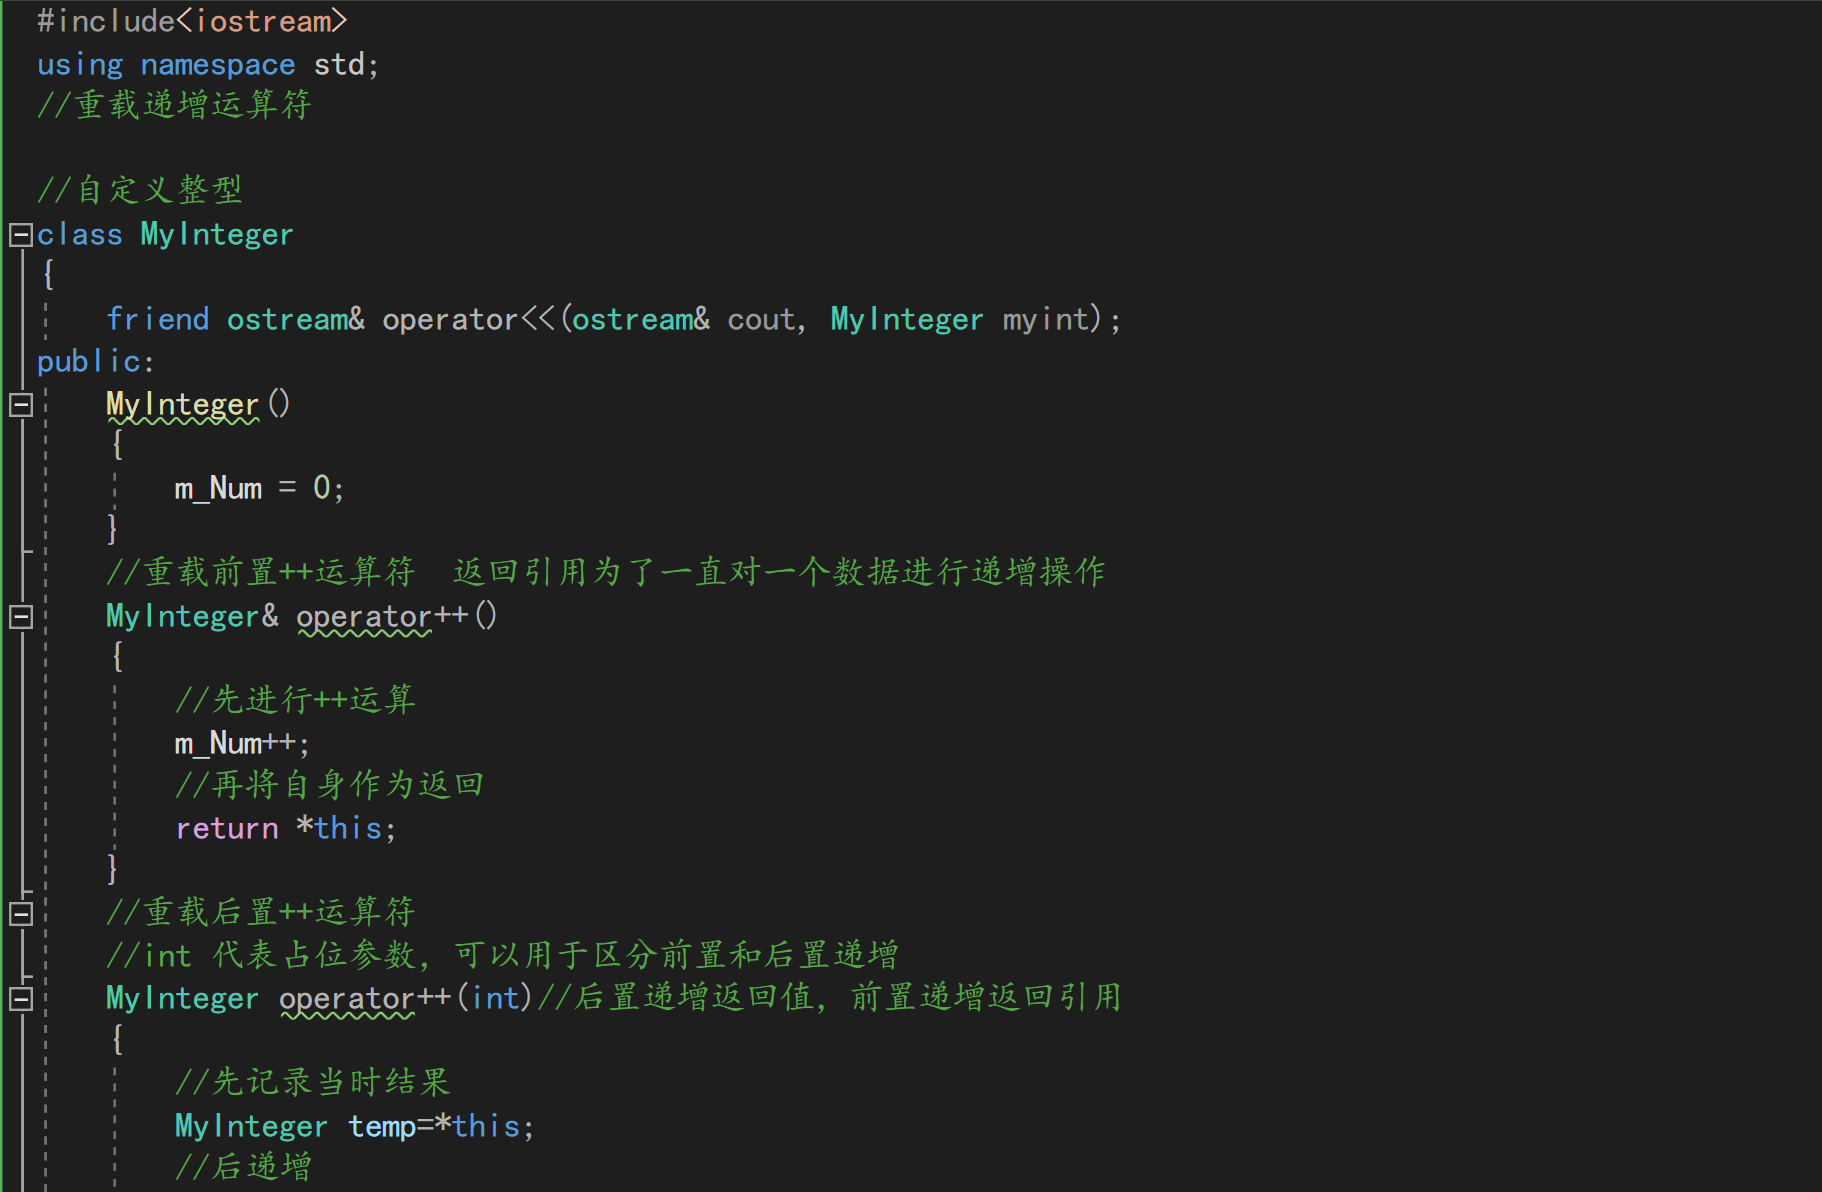 #include<iostream>
using namespace std;
//重载递增运算符
//自定义整型
class MyInteger
{
friend ostream& operator<<(ostream& cout, MyInteger myint);
public:
MyInteger()
{
m_Num = 0;
}
//重载前置++运算符  返回引用为了一直对一个数据进行递增操作
MyInteger& operator++()
{
//先进行++运算
m_Num++;
//再将自身作为返回
return *this;
}
//重载后置++运算符
//int 代表占位参数，可以用于区分前置和后置递增
MyInteger operator++(int)//后置递增返回值，前置递增返回引用
{
//先记录当时结果
MyInteger temp=*this;
//后递增